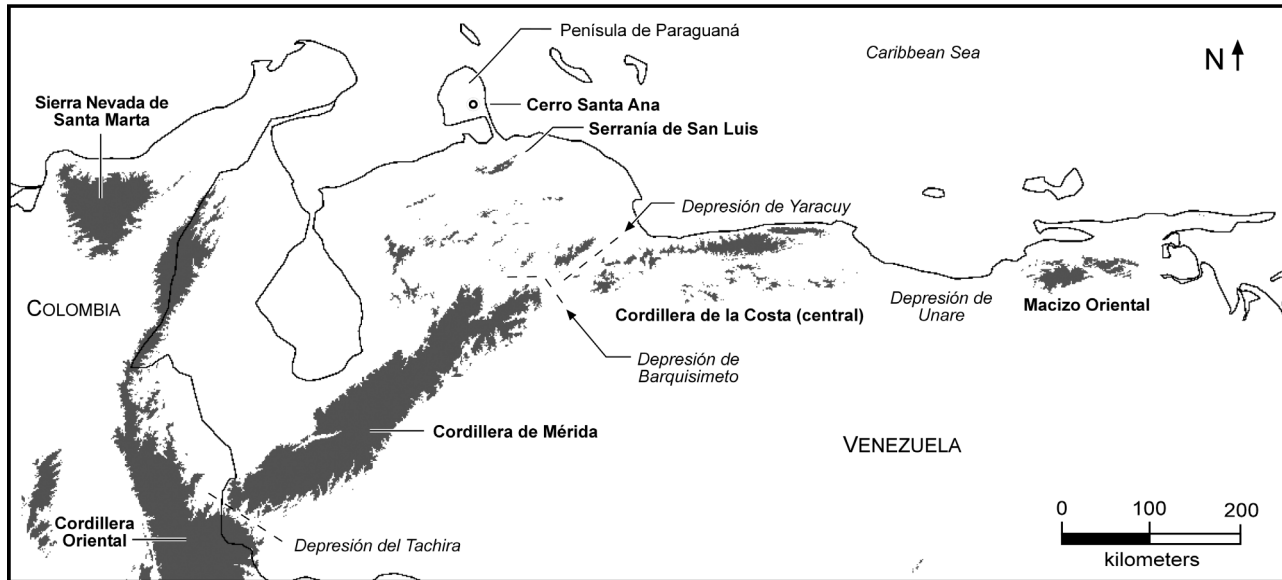 Penísula de Paraguaná
Caribbean Sea
N
Sierra Nevada de
Santa Marta
Cerro Santa Ana
Serranía de San Luis
Depresión de Yaracuy
COLOMBIA
Cordillera de la Costa (central)
Depresión de
Unare
Macizo Oriental
Depresión de
Barquisimeto
Cordillera de Mérida
VENEZUELA
0 100 200
kilometers
Cordillera
Oriental
Depresión del Tachira